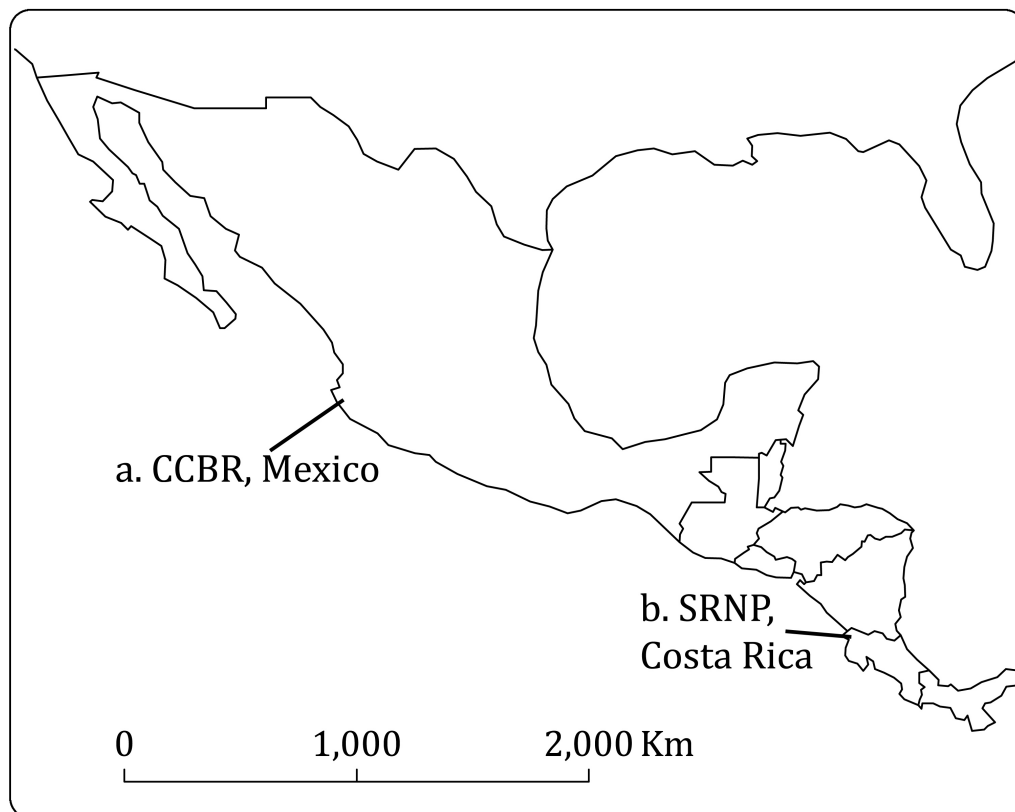 a. CCBR, Mexico
b. SRNP,
Costa Rica
0 1,000 2,000 Km